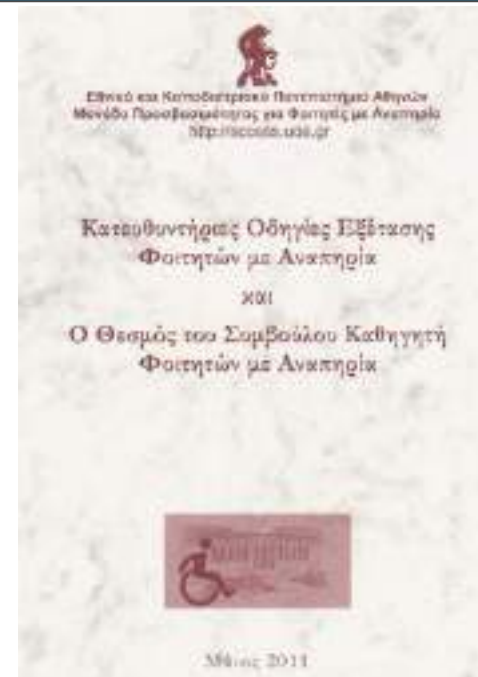 Εθνικό και Καποδιστριακό Πανεπιστήμιο Αθηνών
Μονάδα Προσβασιμότητας για Φοιτητές με Αναπηρία
http://access.uoa.gr
Κατευθυντήριες Οδηγίες Εξέτασης
Φοιτητών με Αναπηρία
και
Ο Θεσμός του Συμβούλου Καθηγητή
Φοιτητών με Αναπηρία
Μάιος 2011